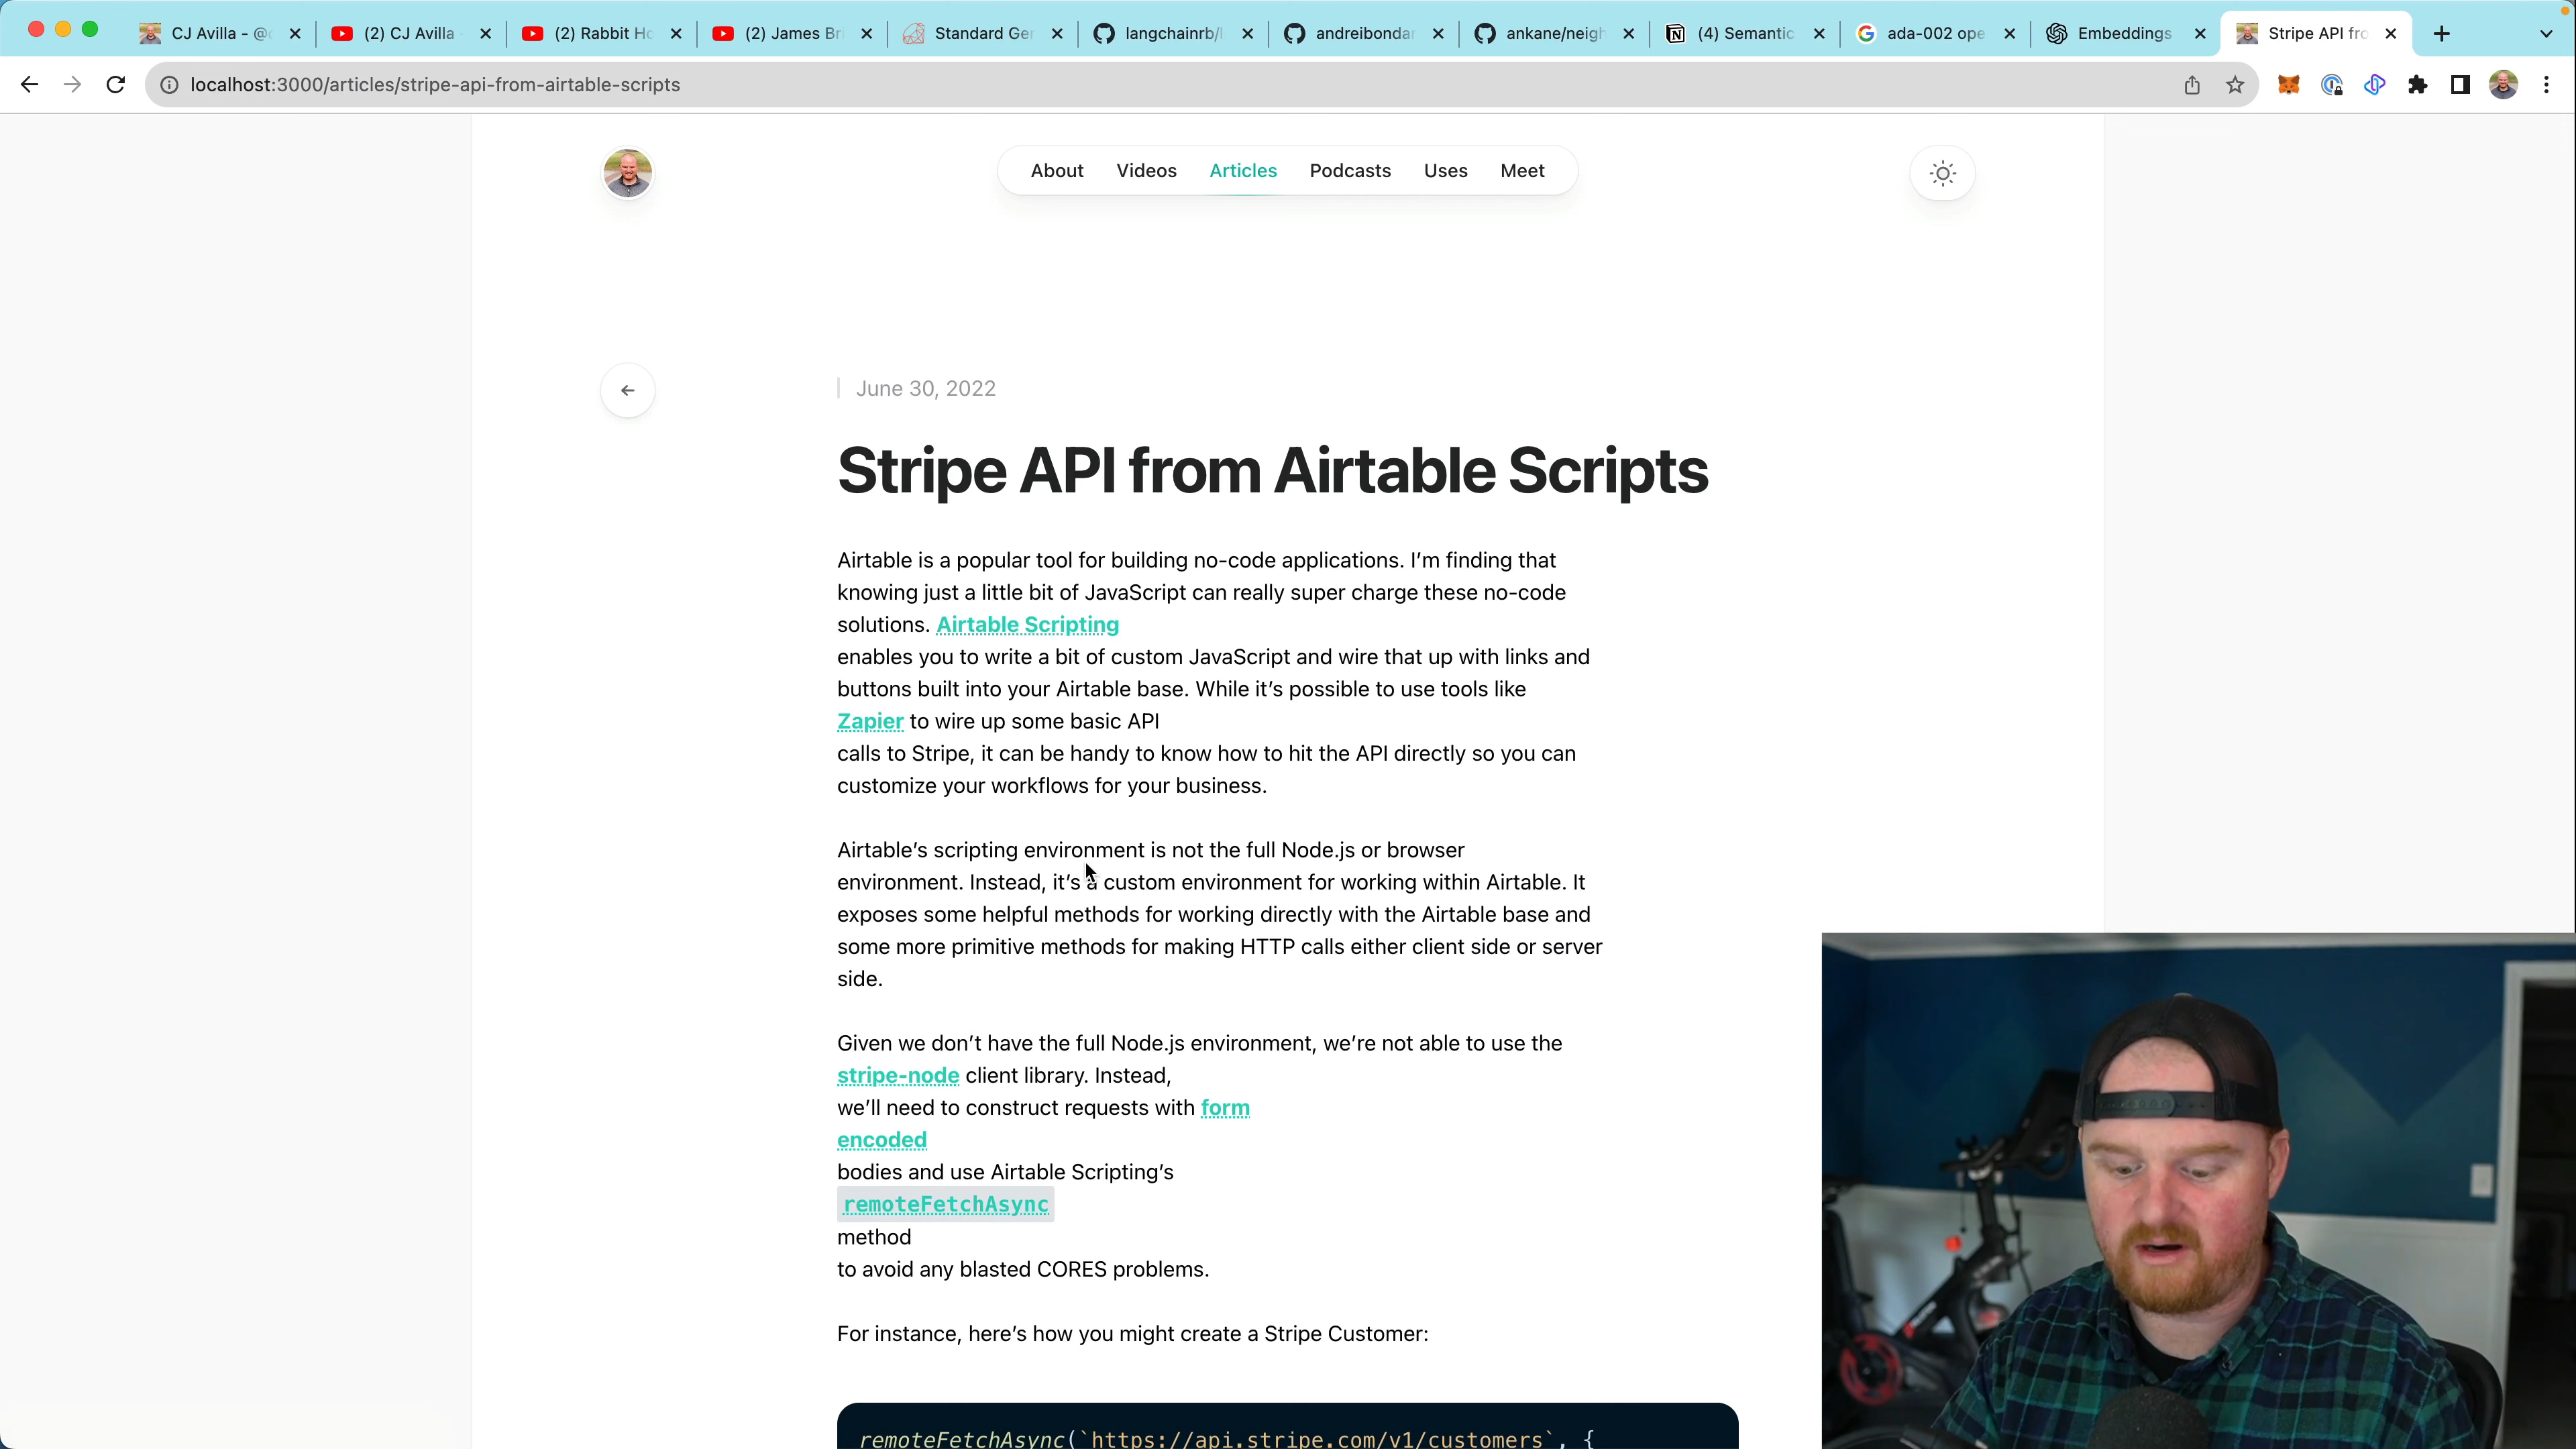 CJ Avilla - @c
(2) CJ Avilla
(2) Rabbit Ho
(2) James Bri
Standard Ger
langchainrb/l
andreibondar
ankane/neigh
(4) Semantic
ada-002 ope
Embeddings
Stripe API fro
localhost:3000/articles/stripe-api-from-airtable-scripts
About Videos Articles Podcasts Uses Meet
June 30, 2022
Stripe API from Airtable Scripts
Airtable is a popular tool for building no-code applications. I’m finding that
knowing just a little bit of JavaScript can really super charge these no-code
solutions. Airtable Scripting
enables you to write a bit of custom JavaScript and wire that up with links and
buttons built into your Airtable base. While it’s possible to use tools like
Zapier to wire up some basic API
calls to Stripe, it can be handy to know how to hit the API directly so you can
customize your workflows for your business.
Airtable’s scripting environment is not the full Node.js or browser
environment. Instead, it’s a custom environment for working within Airtable. It
exposes some helpful methods for working directly with the Airtable base and
some more primitive methods for making HTTP calls either client side or server
side.
Given we don’t have the full Node.js environment, we’re not able to use the
stripe-node client library. Instead,
we’ll need to construct requests with form
encoded
bodies and use Airtable Scripting’s
remoteFetchAsync
method
to avoid any blasted CORES problems.
For instance, here’s how you might create a Stripe Customer:
remoteFetchAsync(`https://api.stripe.com/v1/customers`, {